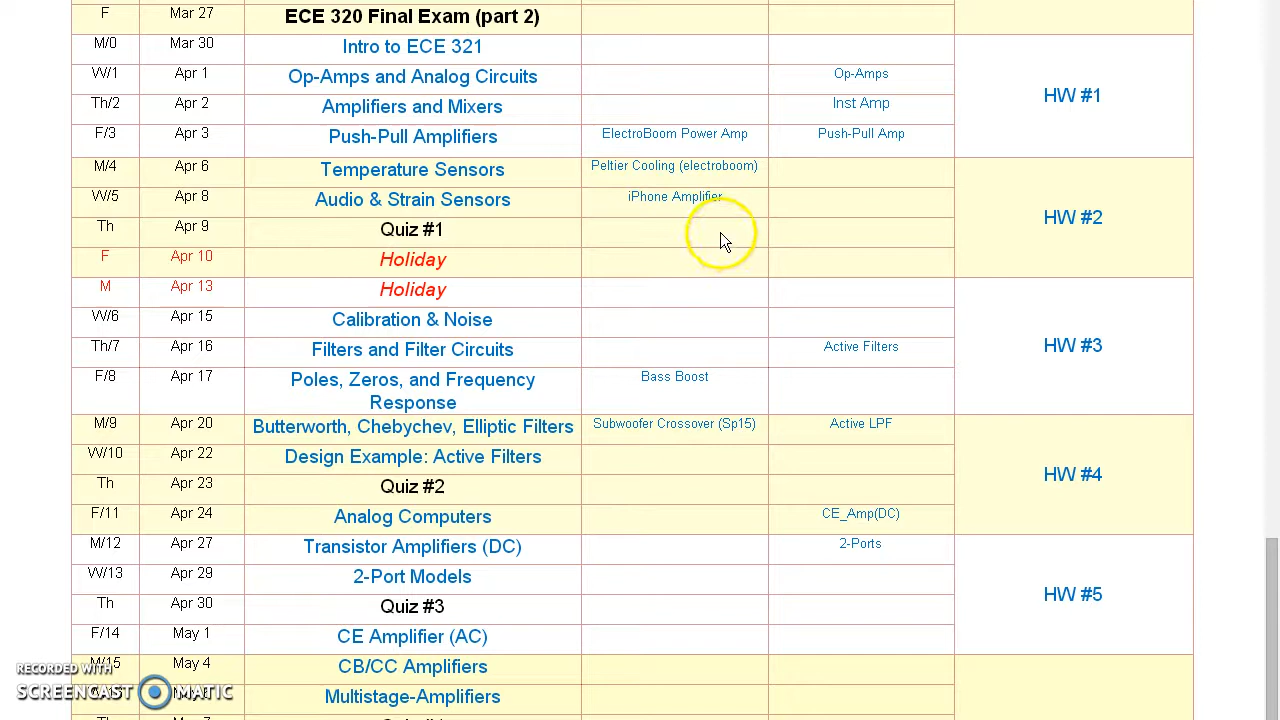 F Mar 27 ECE 320 Final Exam (part 2)
M/0 Mar 30 Intro to ECE 321
W/1 Apr 1 Op-Amps and Analog Circuits Op-Amps
Th/2 Apr 2 Amplifiers and Mixers Inst Amp
HW #1
F/3 Apr 3 Push-Pull Amplifiers ElectroBoom Power Amp Push-Pull Amp
M/4 Apr 6 Temperature Sensors Peltier Cooling (electroboom)
W/5 Apr 8 Audio & Strain Sensors iPhone Amplifier
HW #2
Th Apr 9 Quiz #1
F Apr 10 Holiday
M Apr 13 Holiday
W/6 Apr 15 Calibration & Noise
Th/7 Apr 16 Filters and Filter Circuits Active Filters
HW #3
F/8 Apr 17 Poles, Zeros, and Frequency Bass Boost
Response
M/9 Apr 20 Butterworth, Chebychev, Elliptic Filters Subwoofer Crossover (Sp15) Active LPF
W/10 Apr 22 Design Example: Active Filters
HW #4
Th Apr 23 Quiz #2
F/11 Apr 24 Analog Computers CE_Amp(DC)
M/12 Apr 27 Transistor Amplifiers (DC) 2-Ports
W/13 Apr 29 2-Port Models
HW #5
Th Apr 30 Quiz #3
F/14 May 1 CE Amplifier (AC)
M/15 May 4 CB/CC Amplifiers
RECORDED WITH
SCREENCAST MATIC
Multistage-Amplifiers